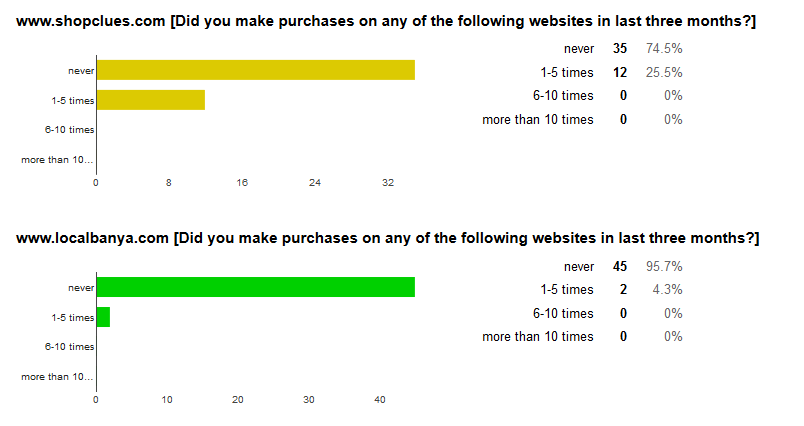 www.shopclues.com [Did you make purchases on any of the following websites in last three months?]
never 35 74.5%
1-5 times 12 25.5%
6-10 times 0 0%
more than 10 times 0 0%
never
1-5 times
6-10 times
more than 10...
0 8 16 24 32
www.localbanya.com [Did you make purchases on any of the following websites in last three months?]
never 45 95.7%
1-5 times 2 4.3%
6-10 times 0 0%
more than 10 times 0 0%
never
1-5 times
6-10 times
more than 10...
0 10 20 30 40